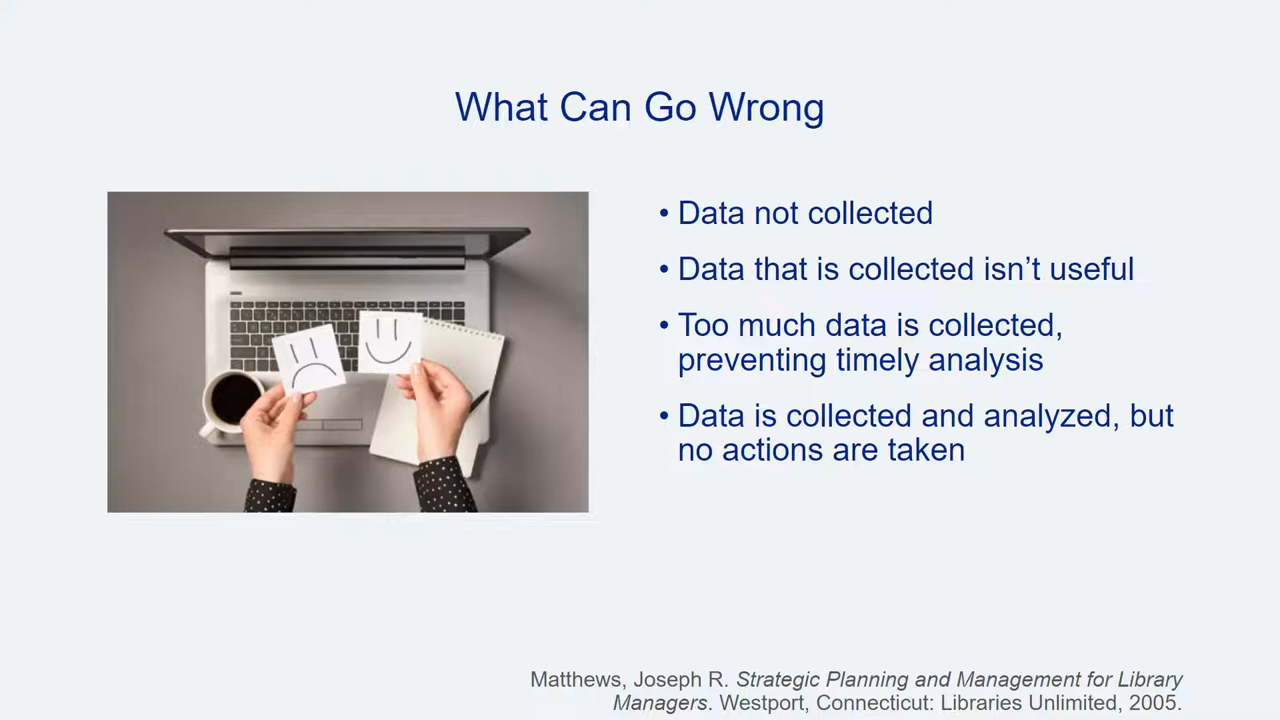 What Can Go Wrong
• Data not collected
• Data that is collected isn’t useful
• Too much data is collected,
preventing timely analysis
• Data is collected and analyzed, but
no actions are taken
Matthews, Joseph R. Strategic Planning and Management for Library
Managers. Westport, Connecticut: Libraries Unlimited, 2005.